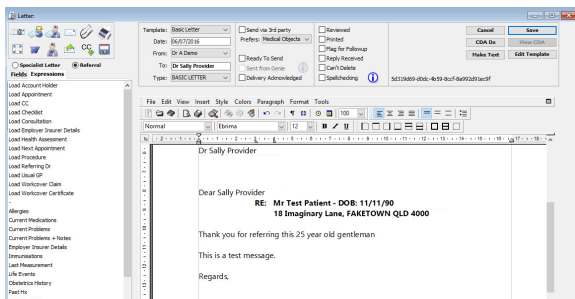 Letter:
Template: Basic Letter
Date: 06/07/2016
From: Dr A Demo
To: Dr Sally Provider
Type: BASIC LETTER
Send via 3rd party
Prefers: Medical Objects
Ready To Send
Sent from Genie
Delivery Acknowledged
Reviewed
Printed
Flag for Followup
Reply Received
Can't Delete
Spellchecking
Cancel Save
CDA Dx View CDA
Make Text Edit Template
5d319d69-d0dc-4b59-8ccf-8a992d91ec9f
Specialist Letter Referral
Fields Expressions
Load Account Holder
Load Appointment
Load CC
Load Checklist
Load Consultation
Load Employer Insurer Details
Load Health Assessment
Load Next Appointment
Load Procedure
Load Referring Dr
Load Usual GP
Load Workcover Claim
Load Workcover Certificate
-
Allergies
Current Medications
Current Problems
Current Problems + Notes
Employer Insurer Details
Immunisations
Last Measurement
Life Events
Obstetrics History
Past Hx
File Edit View Insert Style Colors Paragraph Format Tools
100
Normal Ebrima 12 B I U
Dr Sally Provider
Dear Sally Provider
RE: Mr Test Patient - DOB: 11/11/90
18 Imaginary Lane, FAKETOWN QLD 4000
Thank you for referring this 25 year old gentleman
This is a test message.
Regards,